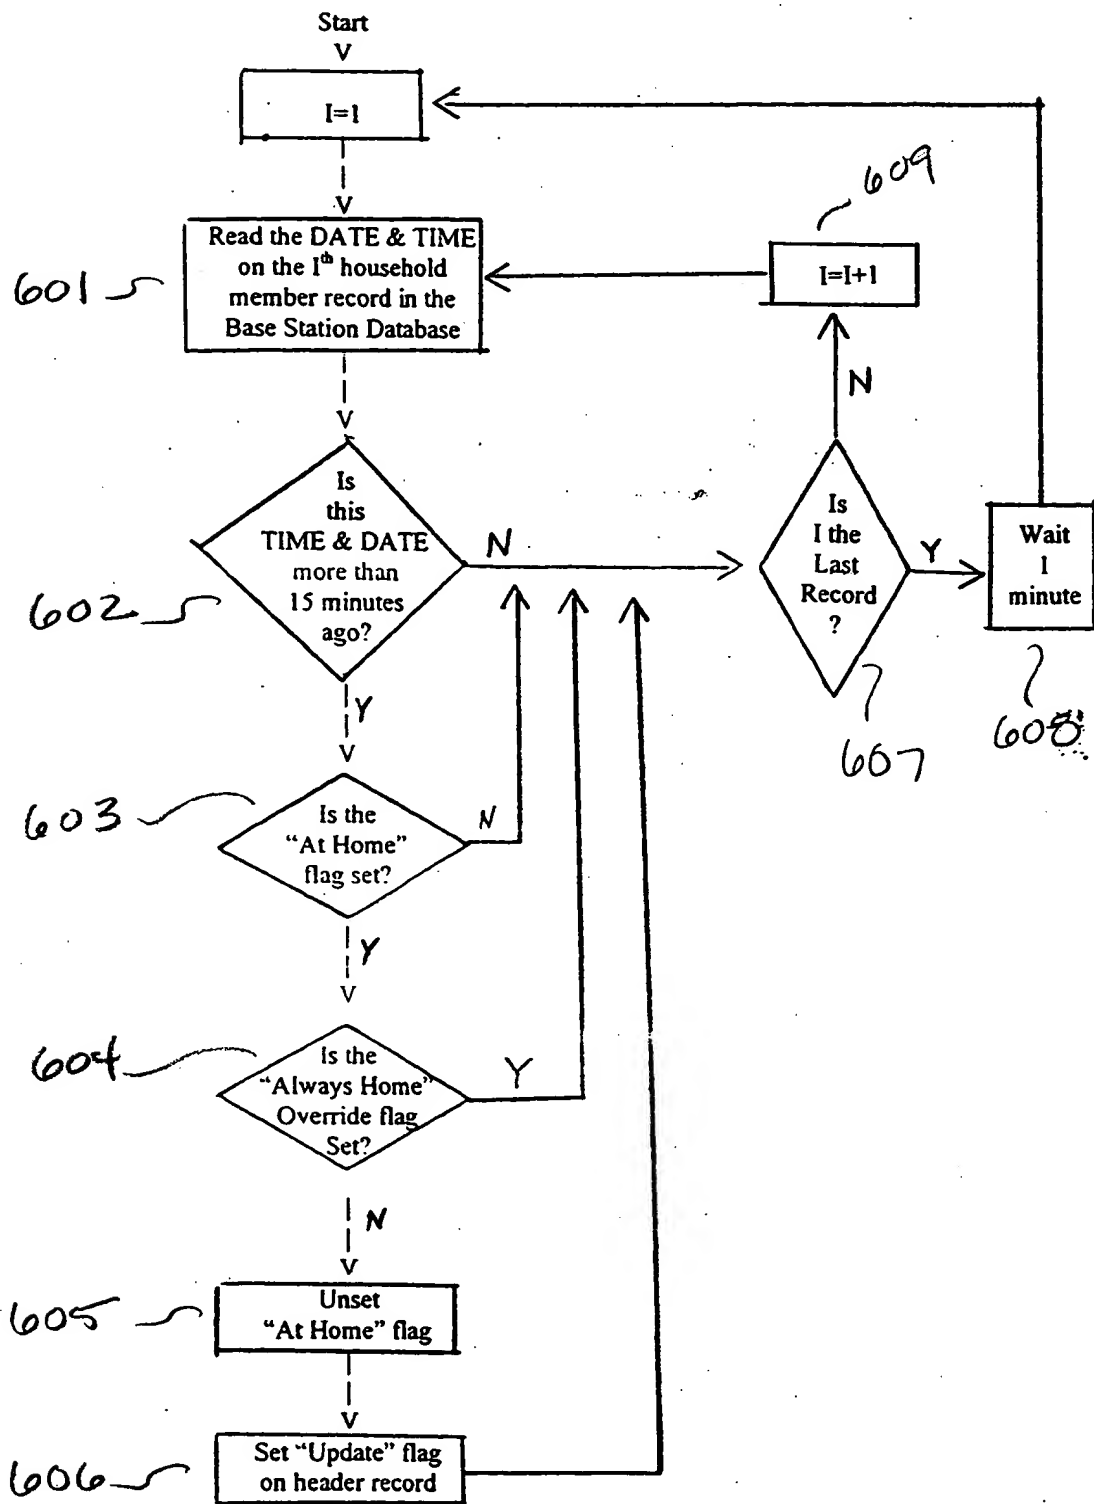 Start
V
I=1
V
609
Read the DATE & TIME
on the Iᵗʰ household
member record in the
Base Station Database
601
I=I+1
V
N
Is
this
TIME & DATE
more than
15 minutes
ago?
602
N
Is
I the
Last
Record
?
Y
Wait
1
minute
607
608
Y
V
603
Is the
“At Home”
flag set?
N
Y
V
604
Is the
“Always Home”
Override flag
Set?
Y
N
V
605
Unset
“At Home” flag
V
606
Set “Update” flag
on header record